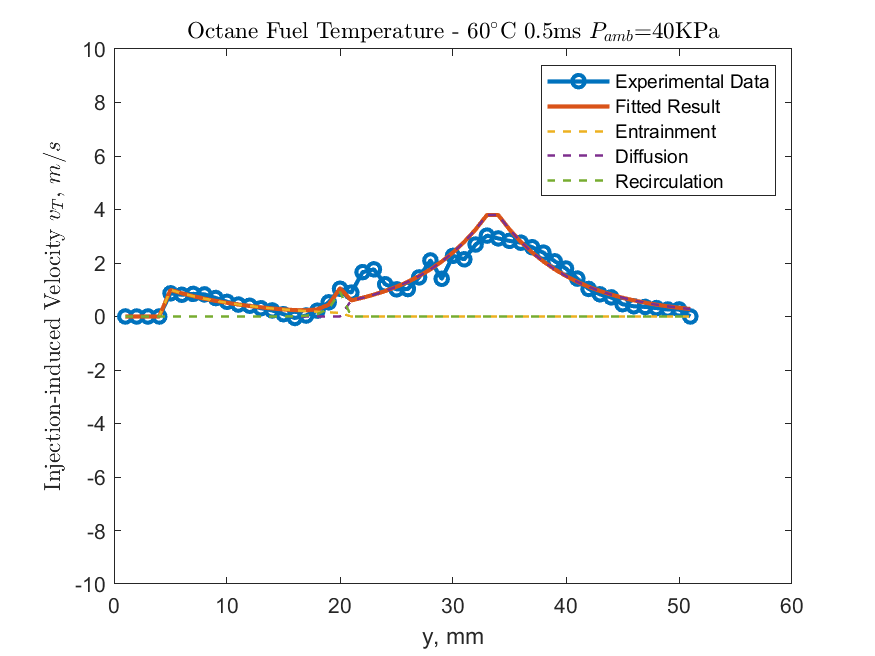 Octane Fuel Temperature - 60°C 0.5ms P_amb=40KPa
Experimental Data
Fitted Result
Entrainment
Diffusion
Recirculation
Injection-induced Velocity v_T, m/s
10
8
6
4
2
0
-2
-4
-6
-8
-10
0 10 20 30 40 50 60
y, mm